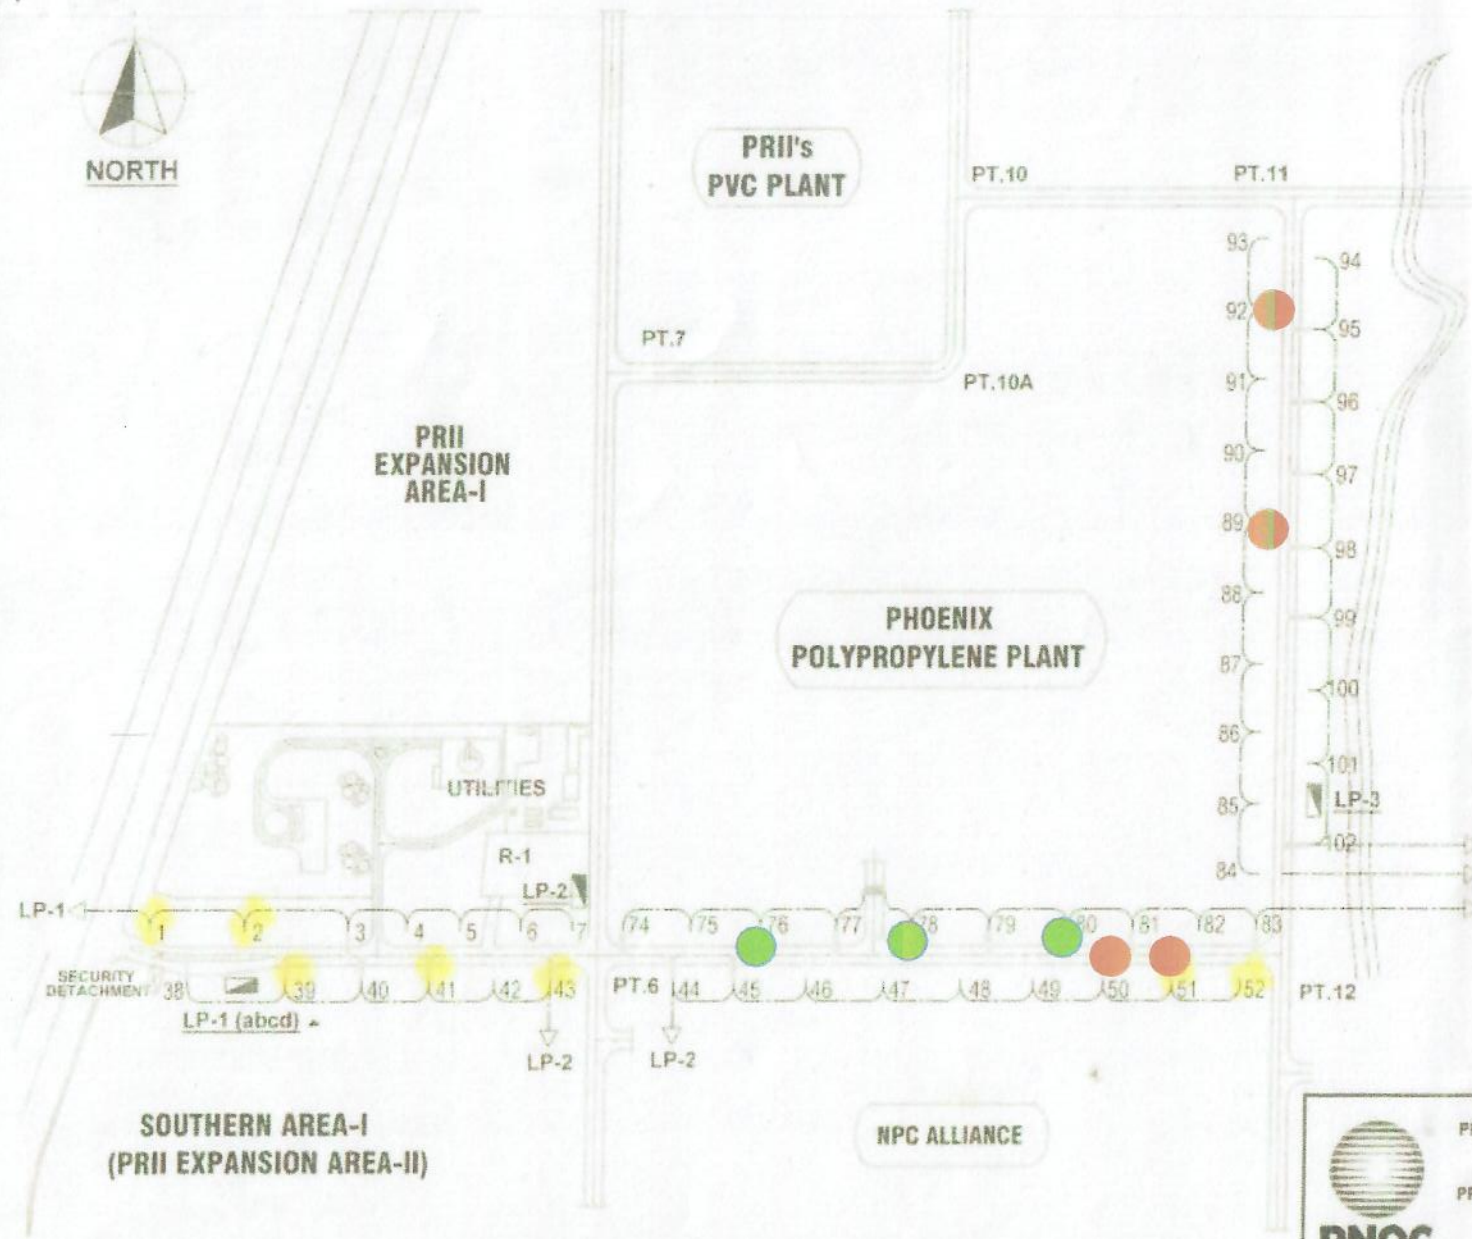 NORTH
PRII's
PVC PLANT
PT.10
PT.11
93
94
92
95
PT.7
91
PT.10A
96
PRII
EXPANSION
AREA-I
90
97
89
98
88
99
PHOENIX
POLYPROPYLENE PLANT
87
100
86
101
UTILITIES
85
LP-3
102
R-1
84
LP-2
LP-1
1 2 3 4 5 6 7 74 75 76 77 78 79 80 81 82 83
SECURITY
DETACHMENT
38 39 40 41 42 43 PT.6 44 45 46 47 48 49 50 51 52 PT.12
LP-1 (abcd)
LP-2 LP-2
SOUTHERN AREA-I
(PRII EXPANSION AREA-II)
NPC ALLIANCE
PNOC